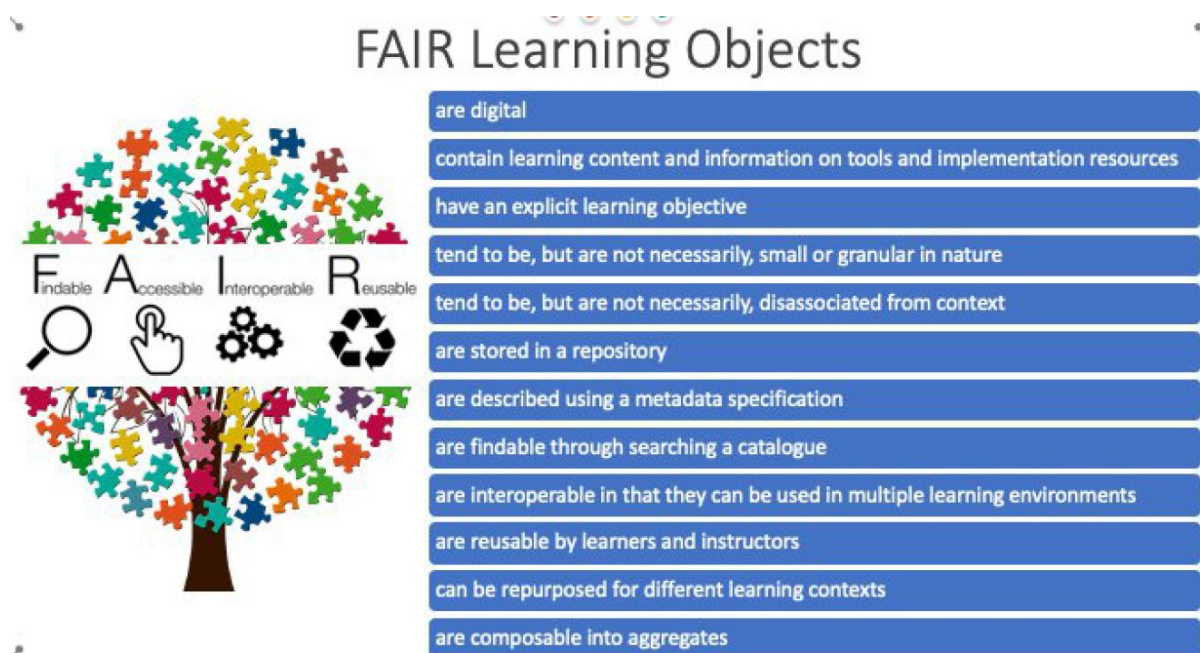 FAIR Learning Objects
Findable Accessible Interoperable Reusable
are digital
contain learning content and information on tools and implementation resources
have an explicit learning objective
tend to be, but are not necessarily, small or granular in nature
tend to be, but are not necessarily, disassociated from context
are stored in a repository
are described using a metadata specification
are findable through searching a catalogue
are interoperable in that they can be used in multiple learning environments
are reusable by learners and instructors
can be repurposed for different learning contexts
are composable into aggregates